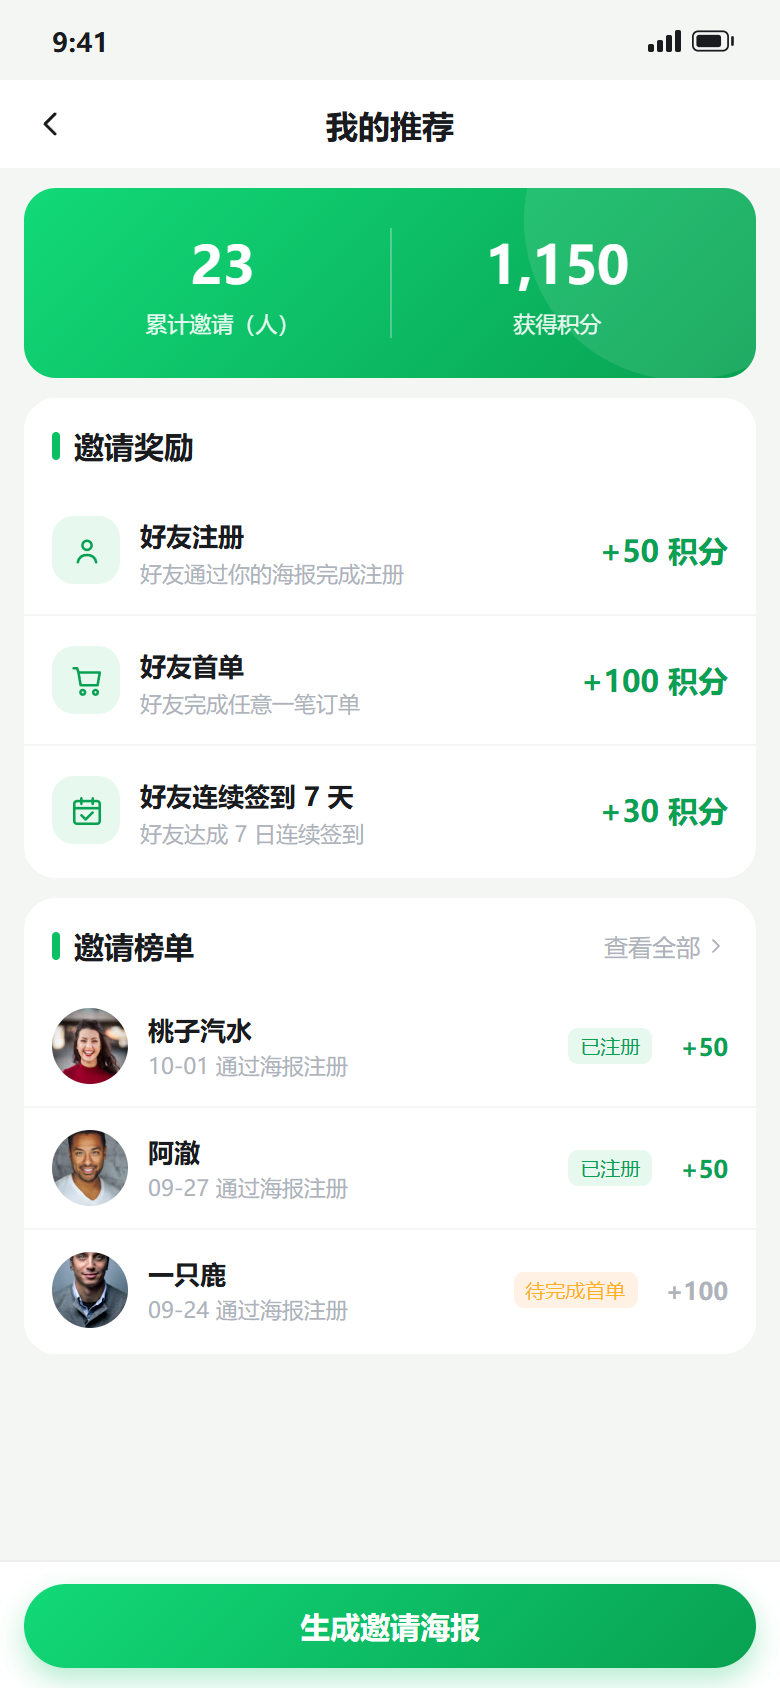 9:41
我的推荐
23
累计邀请（人）
1,150
获得积分
邀请奖励
好友注册
好友通过你的海报完成注册
+50 积分
好友首单
好友完成任意一笔订单
+100 积分
好友连续签到 7 天
好友达成 7 日连续签到
+30 积分
邀请榜单
查看全部
桃子汽水
10-01 通过海报注册
已注册
+50
阿澈
09-27 通过海报注册
已注册
+50
一只鹿
09-24 通过海报注册
待完成首单
+100
生成邀请海报